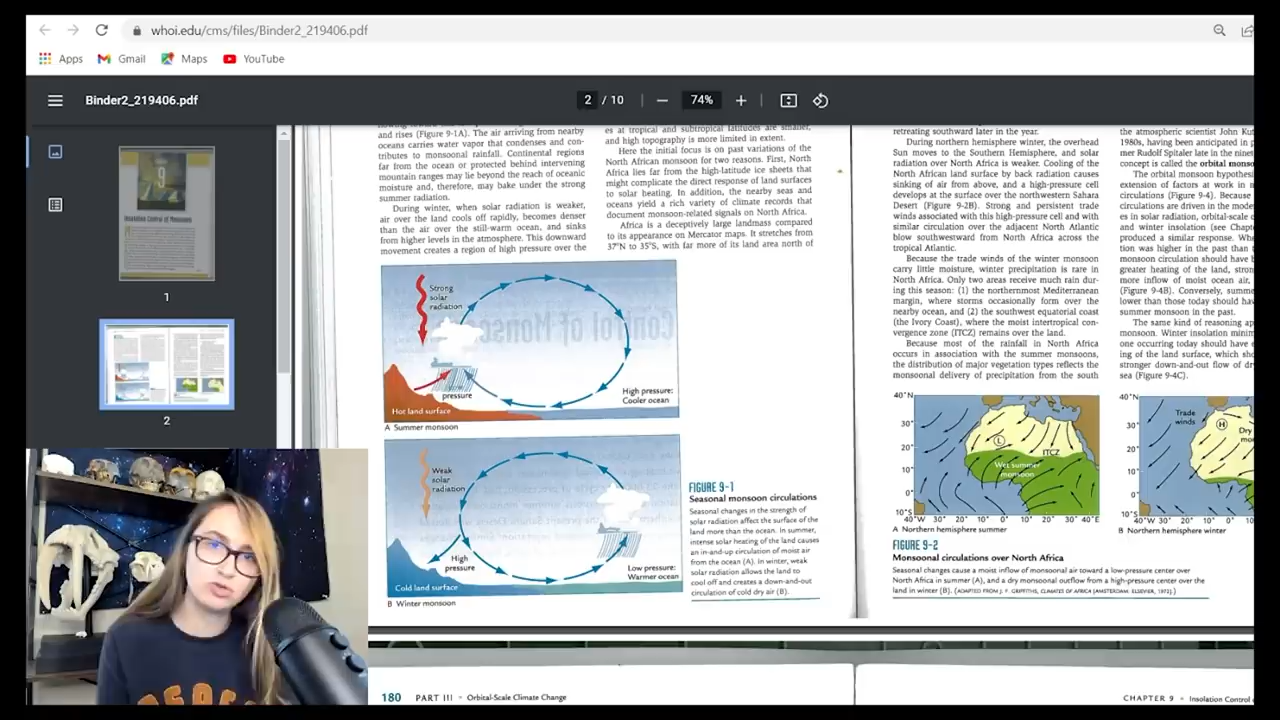 whoi.edu/cms/files/Binder2_219406.pdf
Apps
Gmail
Maps
YouTube
Binder2_219406.pdf
2 / 10
74%
1
2
and rises (Figure 9-1A). The air arriving from nearby
oceans carries water vapor that condenses and con-
tributes to monsoonal rainfall. Continental regions
far from the ocean or protected behind intervening
mountain ranges may lie beyond the reach of oceanic
moisture and, therefore, may bake under the strong
summer radiation.
During winter, when solar radiation is weaker,
air over the land cools off rapidly, becomes denser
than the air over the still-warm ocean, and sinks
from higher levels in the atmosphere. This downward
movement creates a region of high pressure over the
es at tropical and subtropical latitudes are smaller,
and high topography is more limited in extent.
Here the initial focus is on past variations of the
North African monsoon for two reasons. First, North
Africa lies far from the high-latitude ice sheets that
might complicate the direct response of land surfaces
to solar heating. In addition, the nearby seas and
oceans yield a rich variety of climate records that
document monsoon-related signals on North Africa.
Africa is a deceptively large landmass compared
to its appearance on Mercator maps. It stretches from
37°N to 35°S, with far more of its land area north of
Strong
solar
radiation
pressure
Hot land surface
High pressure:
Cooler ocean
A Summer monsoon
Weak
solar
radiation
High
pressure
Cold land surface
Low pressure:
Warmer ocean
B Winter monsoon
FIGURE 9-1
Seasonal monsoon circulations
Seasonal changes in the strength of
solar radiation affect the surface of the
land more than the ocean. In summer,
intense solar heating of the land causes
an in-and-up circulation of moist air
from the ocean (A). In winter, weak
solar radiation allows the land to
cool off and creates a down-and-out
circulation of cold dry air (B).
retreating southward later in the year.
During northern hemisphere winter, the overhead
Sun moves to the Southern Hemisphere, and solar
radiation over North Africa is weaker. Cooling of the
North African land surface by back radiation causes
sinking of air from above, and a high-pressure cell
develops at the surface over the northwestern Sahara
Desert (Figure 9-2B). Strong and persistent trade
winds associated with this high-pressure cell and with
similar circulation over the adjacent North Atlantic
blow southwestward from North Africa across the
tropical Atlantic.
Because the trade winds of the winter monsoon
carry little moisture, winter precipitation is rare in
North Africa. Only two areas receive much rain dur-
ing this season: (1) the northernmost Mediterranean
margin, where storms occasionally form over the
nearby ocean, and (2) the southwest equatorial coast
(the Ivory Coast), where the moist intertropical con-
vergence zone (ITCZ) remains over the land.
Because most of the rainfall in North Africa
occurs in association with the summer monsoons,
the distribution of major vegetation types reflects the
monsoonal delivery of precipitation from the south
the atmospheric scientist John Kut
1980s, having been anticipated in p
mer Rudolf Spitaler late in the ninete
concept is called the orbital monso
The orbital monsoon hypothesi
extension of factors at work in m
circulations (Figure 9-4). Because
circulations are driven in the mode
es in solar radiation, orbital-scale c
and winter insolation (see Chapte
produced a similar response. Whe
tion was higher in the past than t
monsoon circulation should have b
greater heating of the land, stron
more inflow of moist ocean air,
(Figure 9-4B). Conversely, summe
lower than those today should hav
summer monsoon in the past.
The same kind of reasoning ap
monsoon. Winter insolation minim
one occurring today should have e
ing of the land surface, which sho
stronger down-and-out flow of dr
sea (Figure 9-4C).
40°N
30°
20°
10°
0°
10°S
L
ITCZ
Wet summer
monsoon
40°W 30° 20° 10° 0° 10° 20° 30° 40°E
A Northern hemisphere summer
40°N
30°
20°
10°
0°
10°S
Trade
winds
H
Dry
mo
40°W 30° 20° 10° 0°
B Northern hemisphere winter
FIGURE 9-2
Monsoonal circulations over North Africa
Seasonal changes cause a moist inflow of monsoonal air toward a low-pressure center over
North Africa in summer (A), and a dry monsoonal outflow from a high-pressure center over the
land in winter (B). (ADAPTED FROM J. F. GRIFFITHS, CLIMATES OF AFRICA [AMSTERDAM: ELSEVIER, 1972].)
180 PART III • Orbital-Scale Climate Change
CHAPTER 9 • Insolation Control